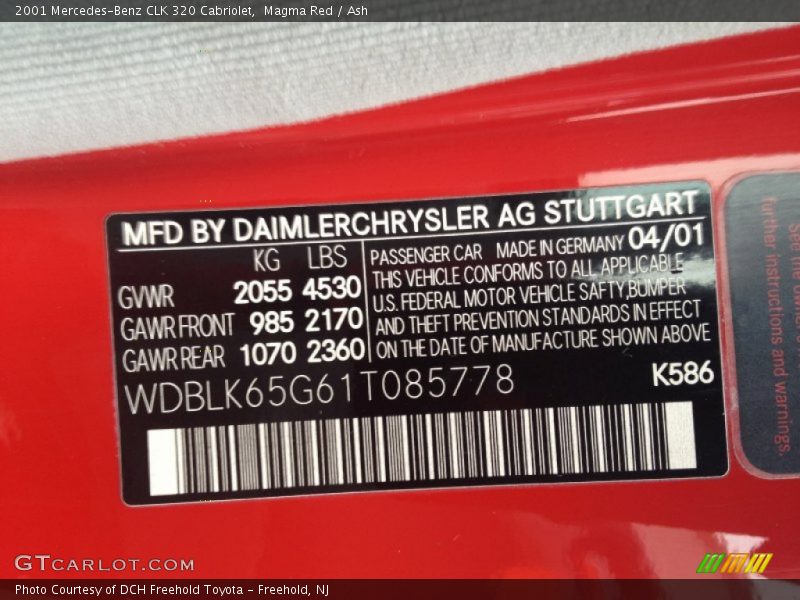 2001 Mercedes-Benz CLK 320 Cabriolet, Magma Red / Ash
MFD BY DAIMLERCHRYSLER AG STUTTGART
KG LBS
GVWR 2055 4530
GAWR FRONT 985 2170
GAWR REAR 1070 2360
PASSENGER CAR MADE IN GERMANY 04/01
THIS VEHICLE CONFORMS TO ALL APPLICABLE
U.S. FEDERAL MOTOR VEHICLE SAFTY,BUMPER
AND THEFT PREVENTION STANDARDS IN EFFECT
ON THE DATE OF MANUFACTURE SHOWN ABOVE
WDBLK65G61T085778 K586
See the
further instructions and warnings.
GTCARLOT.COM
Photo Courtesy of DCH Freehold Toyota - Freehold, NJ